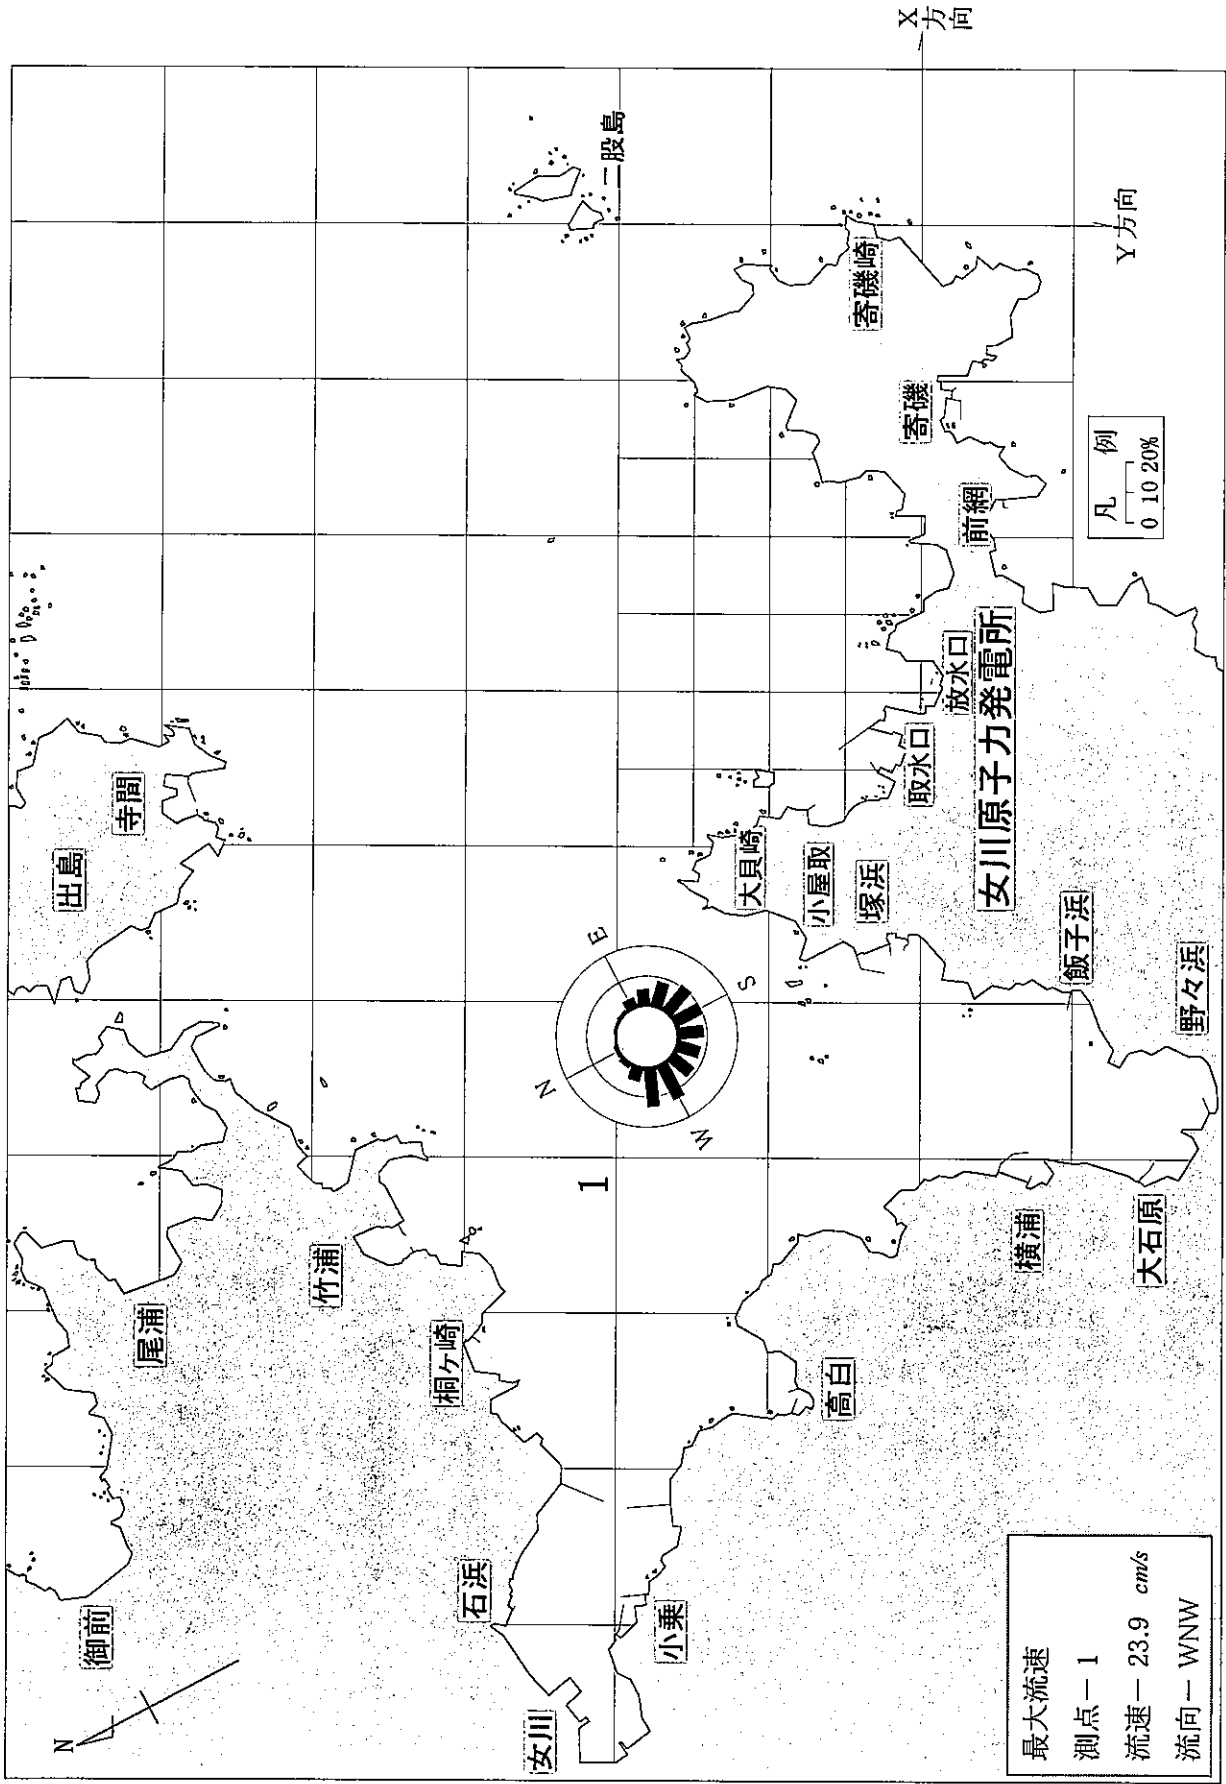 X
方向
二股島
Y方向
寄磯崎
寄磯
前網
凡 例
0 10 20%
出島
寺間
大貝崎
小屋取
塚浜
取水口
放水口
女川原子力発電所
飯子浜
野々浜
N
E
S
W
1
尾浦
竹浦
桐ヶ崎
横浦
大石原
高白
御前
石浜
小乗
女川
N
最大流速
測点－1
流速－23.9 cm/s
流向－WNW